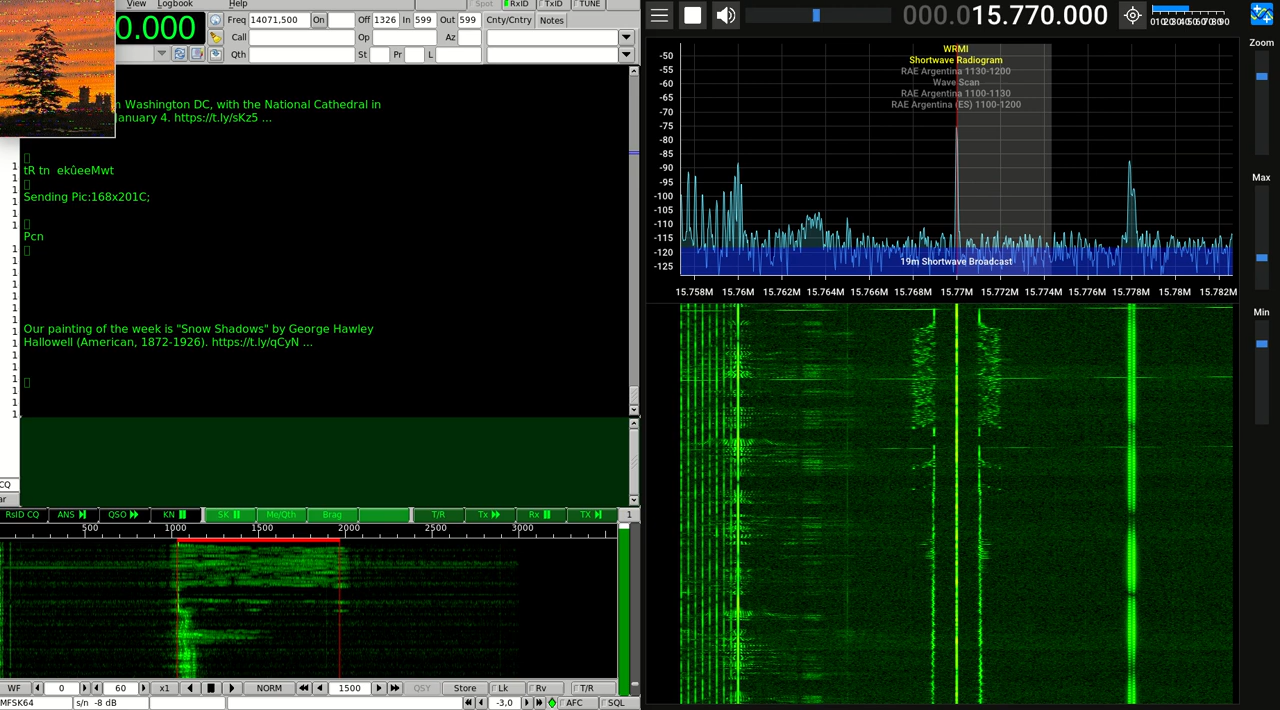 View Logbook Help Spot RxID TxID TUNE
0.000 Freq 14071,500 On Off 1326 In 599 Out 599 Cnty/Cntry Notes
Call Op Az
Qth St Pr L
Washington DC, with the National Cathedral in
January 4. https://t.ly/sKz5 ...
tR tn ekûeeMwt
Sending Pic:168x201C;
Pcn
Our painting of the week is "Snow Shadows" by George Hawley
Hallowell (American, 1872-1926). https://t.ly/qCyN ...
CQ
ar
RsID CQ ANS QSO KN SK Me/Qth Brag T/R Tx Rx TX 1
500 1000 1500 2000 2500 3000
WF 0 60 x1 NORM 1500 QSY Store Lk Rv T/R
MFSK64 s/n -8 dB -3,0 AFC SQL
000.015.770.000
Zoom
Max
Min
WRMI
Shortwave Radiogram
RAE Argentina 1130-1200
Wave Scan
RAE Argentina 1100-1130
RAE Argentina (ES) 1100-1200
-50
-55
-60
-65
-70
-75
-80
-85
-90
-95
-100
-105
-110
-115
-120
-125
19m Shortwave Broadcast
15.758M 15.76M 15.762M 15.764M 15.766M 15.768M 15.77M 15.772M 15.774M 15.776M 15.778M 15.78M 15.782M